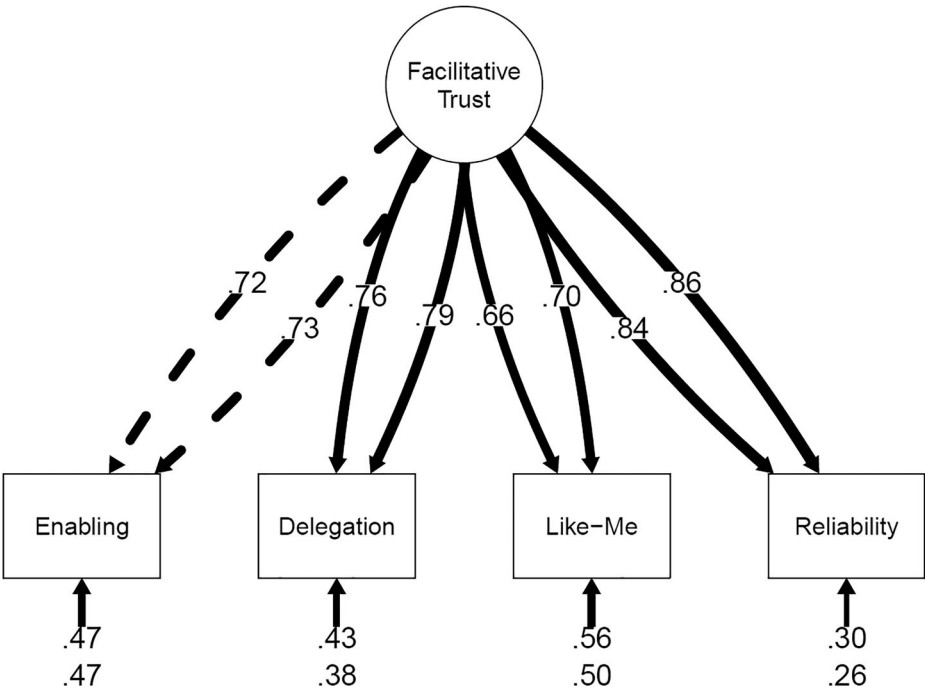 Facilitative
Trust
.72
.86
.76
.70
.79
.66
.73
.84
Enabling
Delegation
Like−Me
Reliability
.47
.43
.56
.30
.47
.38
.50
.26